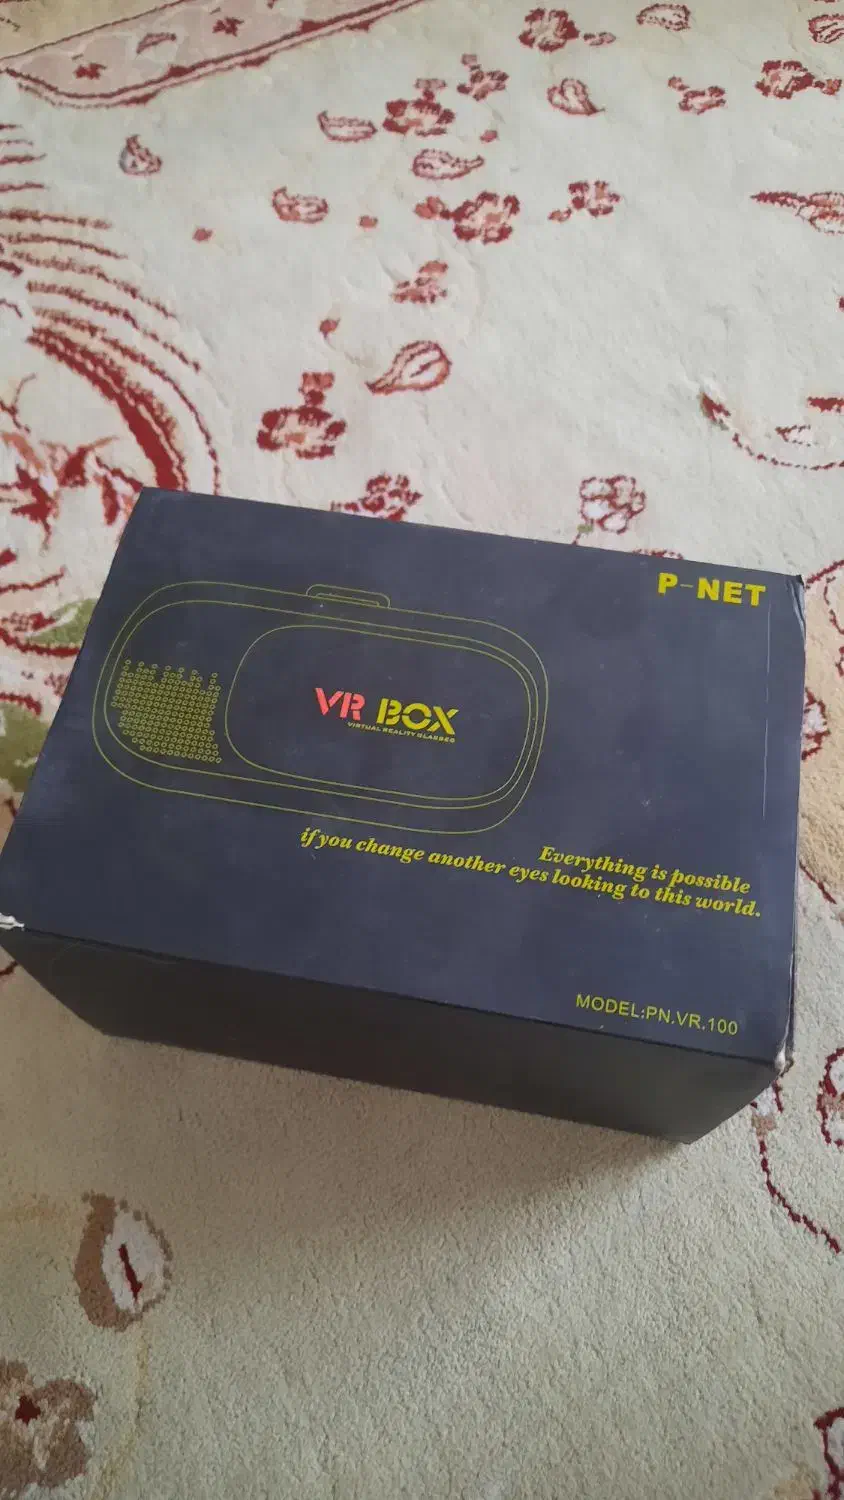 P-NET
VR BOX
VIRTUAL REALITY GLASSES
Everything is possible
if you change another eyes looking to this world.
MODEL:PN.VR.100